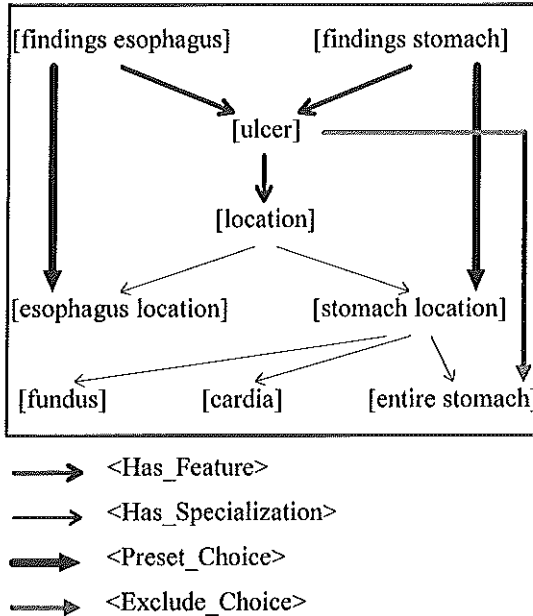 [findings esophagus] [findings stomach]
[ulcer]
[location]
[esophagus location] [stomach location]
[fundus] [cardia] [entire stomach]
<Has_Feature>
<Has_Specialization>
<Preset_Choice>
<Exclude_Choice>